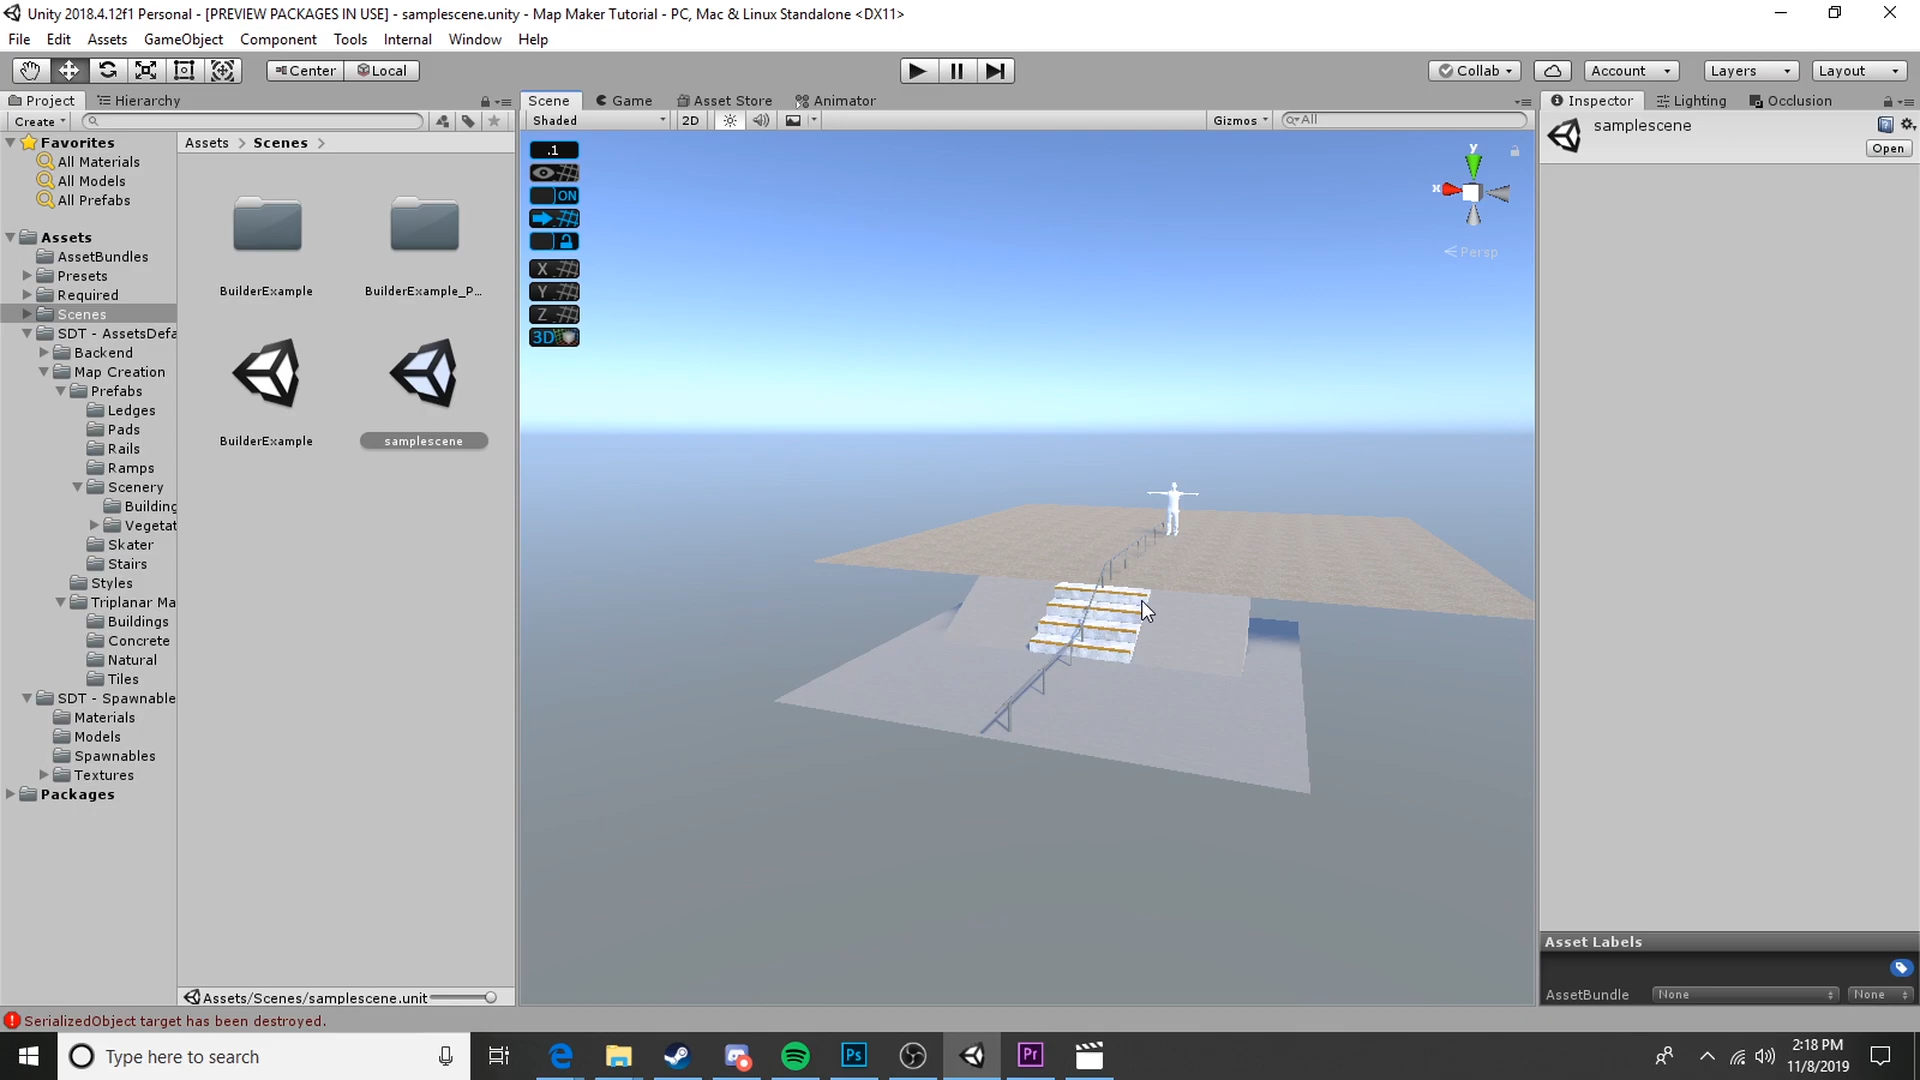 Unity 2018.4.12f1 Personal - [PREVIEW PACKAGES IN USE] - samplescene.unity - Map Maker Tutorial - PC, Mac & Linux Standalone <DX11>
File Edit Assets GameObject Component Tools Internal Window Help
Center Local Collab Account Layers Layout
Project Hierarchy Scene Game Asset Store Animator Inspector Lighting Occlusion
Create Shaded 2D Gizmos All
samplescene
Open
Favorites
All Materials
All Models
All Prefabs
Assets
AssetBundles
Presets
Required
Scenes
SDT - AssetsDefa
Backend
Map Creation
Prefabs
Ledges
Pads
Rails
Ramps
Scenery
Building
Vegetat
Skater
Stairs
Styles
Triplanar Ma
Buildings
Concrete
Natural
Tiles
SDT - Spawnable
Materials
Models
Spawnables
Textures
Packages
Assets > Scenes >
BuilderExample
BuilderExample_P...
BuilderExample
samplescene
Assets/Scenes/samplescene.unit
.1
ON
X
Y
Z
3D
y
x
Persp
Asset Labels
AssetBundle None None
SerializedObject target has been destroyed.
Type here to search
Ps
Pr
2:18 PM
11/8/2019